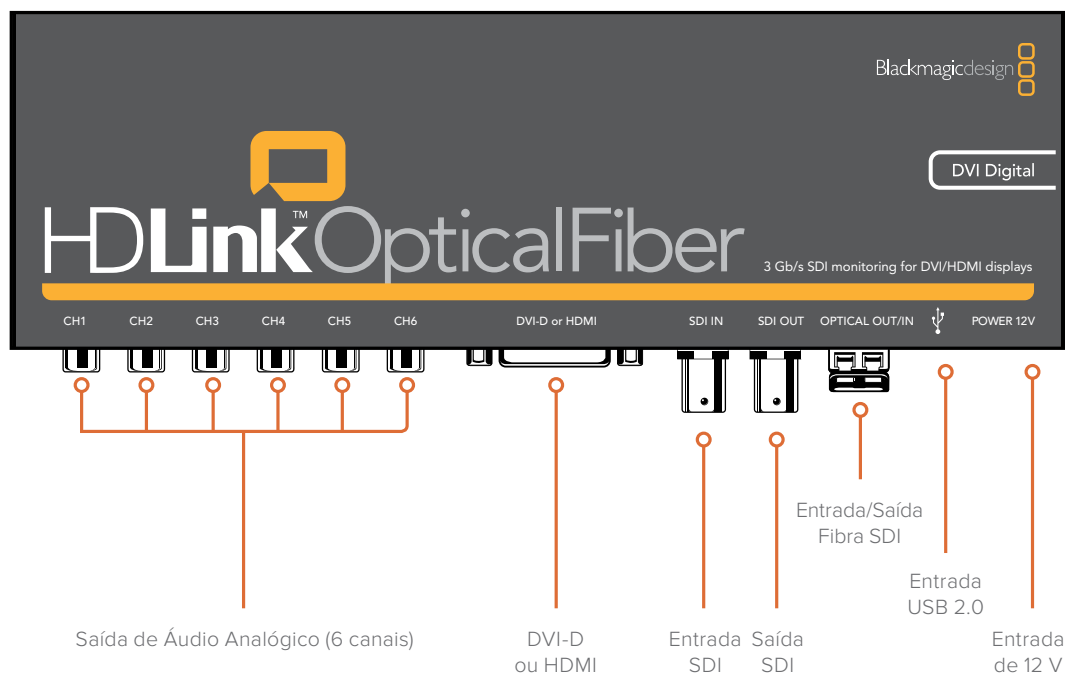 Blackmagicdesign
DVI Digital
HDLink™OpticalFiber
3 Gb/s SDI monitoring for DVI/HDMI displays
CH1 CH2 CH3 CH4 CH5 CH6 DVI-D or HDMI SDI IN SDI OUT OPTICAL OUT/IN POWER 12V
Entrada/Saída
Fibra SDI
Entrada
USB 2.0
Saída de Áudio Analógico (6 canais)
DVI-D
ou HDMI
Entrada
SDI
Saída
SDI
Entrada
de 12 V